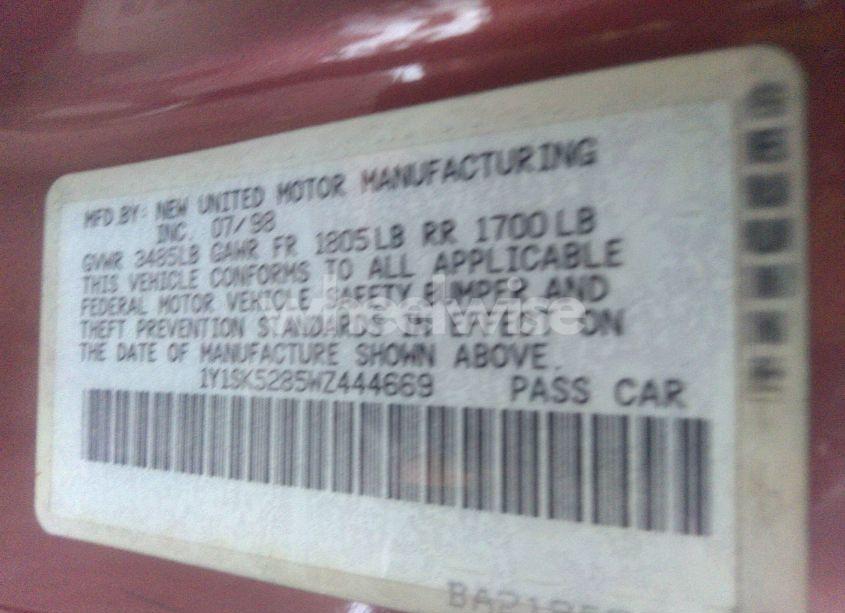 MFD.BY: NEW UNITED MOTOR MANUFACTURING
INC. 07/98
GVWR 3485LB GAWR FR 1805LB RR 1700LB
THIS VEHICLE CONFORMS TO ALL APPLICABLE
FEDERAL MOTOR VEHICLE SAFETY BUMPER AND
THEFT PREVENTION STANDARDS IN EFFECT ON
THE DATE OF MANUFACTURE SHOWN ABOVE.
1Y1SK5285WZ444669 PASS CAR
wheelwise